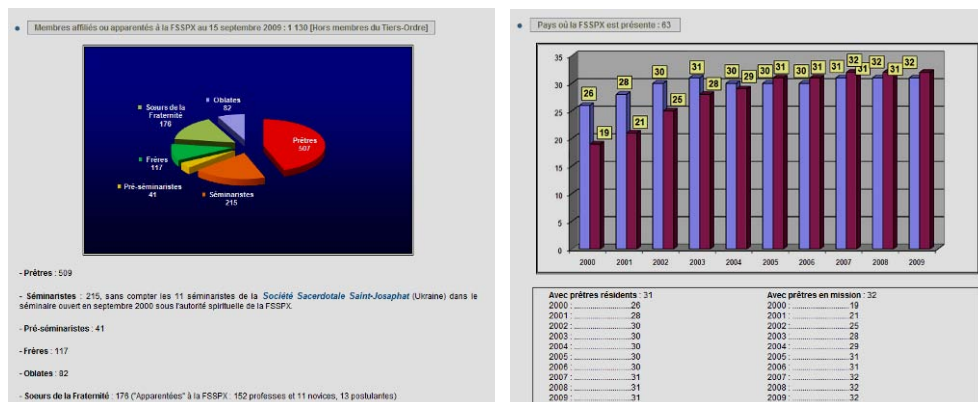 Membres affiliés ou apparentés à la FSSPX au 15 septembre 2009 : 1 130 [Hors membres du Tiers-Ordre]
Oblates
82
Sœurs de la
Fraternité
176
Prêtres
507
Frères
117
Pré-séminaristes
41
Séminaristes
215
- Prêtres : 509
- Séminaristes : 215, sans compter les 11 séminaristes de la Société Sacerdotale Saint-Josaphat (Ukraine) dans le
séminaire ouvert en septembre 2000 sous l'autorité spirituelle de la FSSPX.
- Pré-séminaristes : 41
- Frères : 117
- Oblates : 82
- Soeurs de la Fraternité : 176 ("Apparentées" à la FSSPX : 152 professes et 11 novices, 13 postulantes)
Pays où la FSSPX est présente : 63
35
30
25
20
15
10
5
0
26 28 30 31 30 30 30 31 31 32
19 21 25 28 29 31 31 32 31
2000 2001 2002 2003 2004 2005 2006 2007 2008 2009
Avec prêtres résidents : 31
2000 : 26
2001 : 28
2002 : 30
2003 : 30
2004 : 30
2005 : 30
2006 : 30
2007 : 31
2008 : 31
2009 : 31
Avec prêtres en mission : 32
2000 : 19
2001 : 21
2002 : 25
2003 : 28
2004 : 29
2005 : 31
2006 : 31
2007 : 32
2008 : 32
2009 : 32